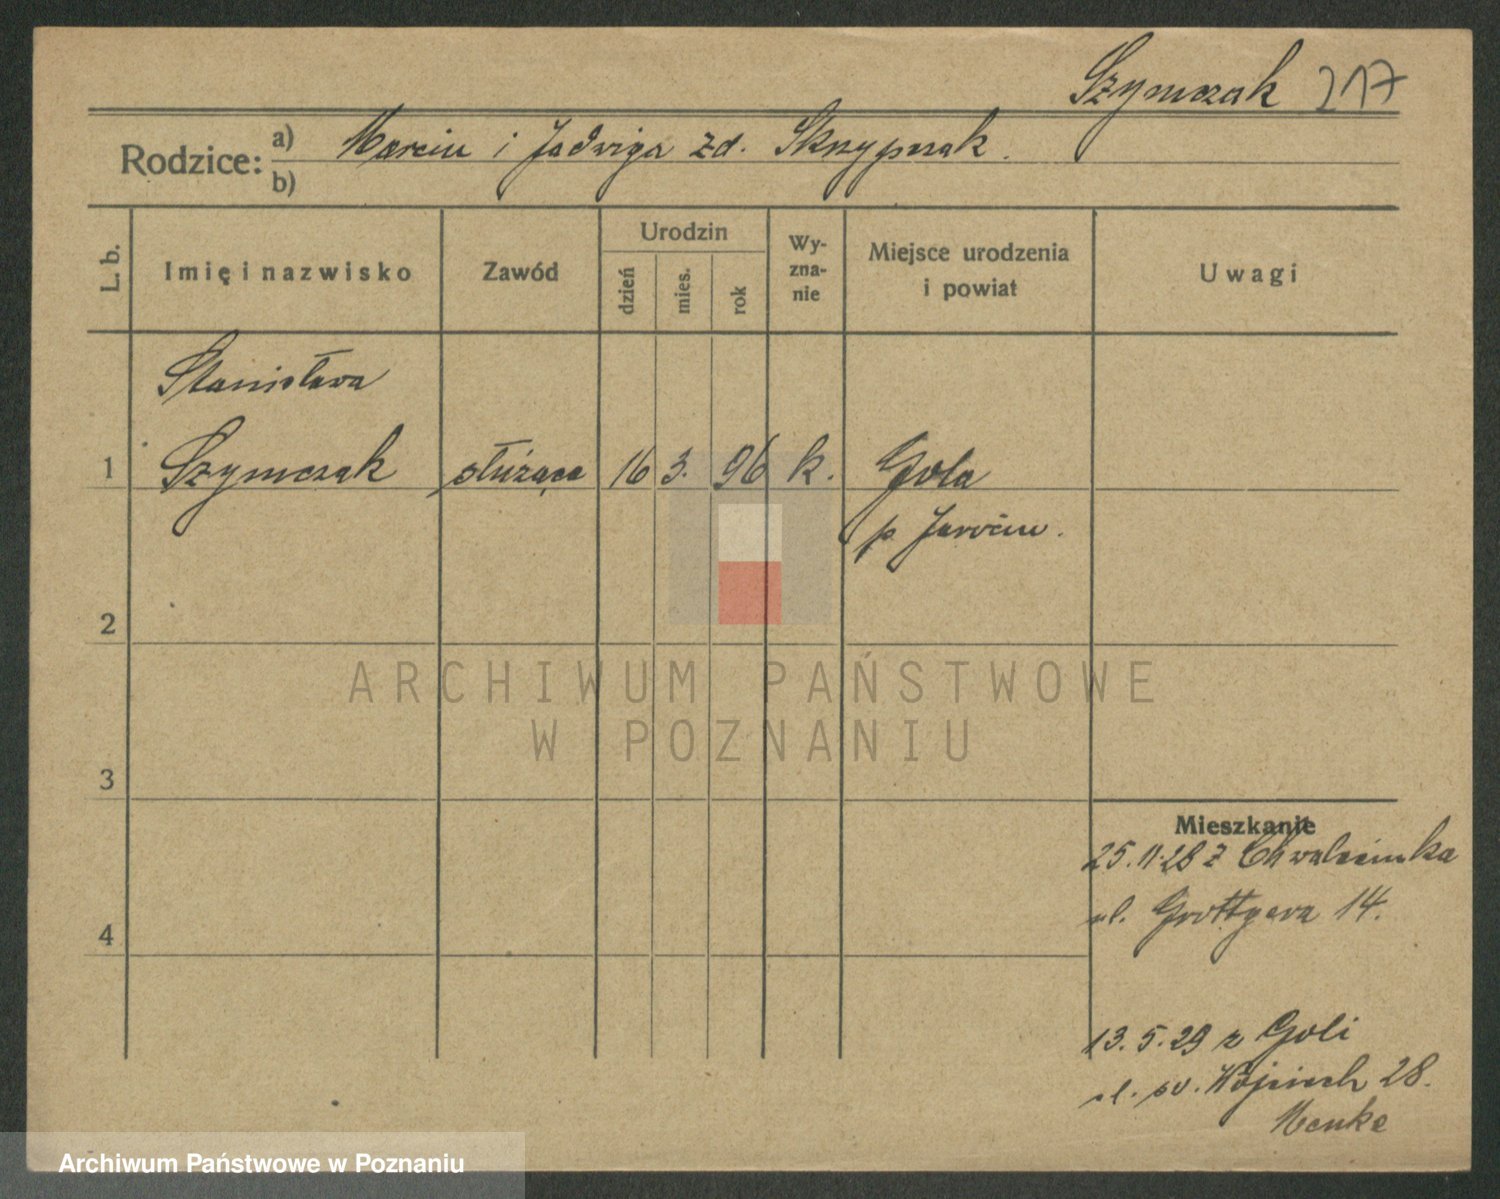 Szymczak 217
Rodzice: a) Marcin i Jadwiga zd. Skrzypczak.
b)
L. b.
Imię i nazwisko
Zawód
Urodzin
dzień
mies.
rok
Wy-
zna-
nie
Miejsce urodzenia
i powiat
Uwagi
Stanisława
1 Szymczak służąca 16 3. 96 k. Gola
p. Jarocin.
2
ARCHIWUM PAŃSTWOWE
W POZNANIU
3
Mieszkanie
25.11.28 z Chwalęcinka
ul. Grottgera 14.
4
13.5.29 z Goli
ul. św. Wojciech 28.
Menke
Archiwum Państwowe w Poznaniu